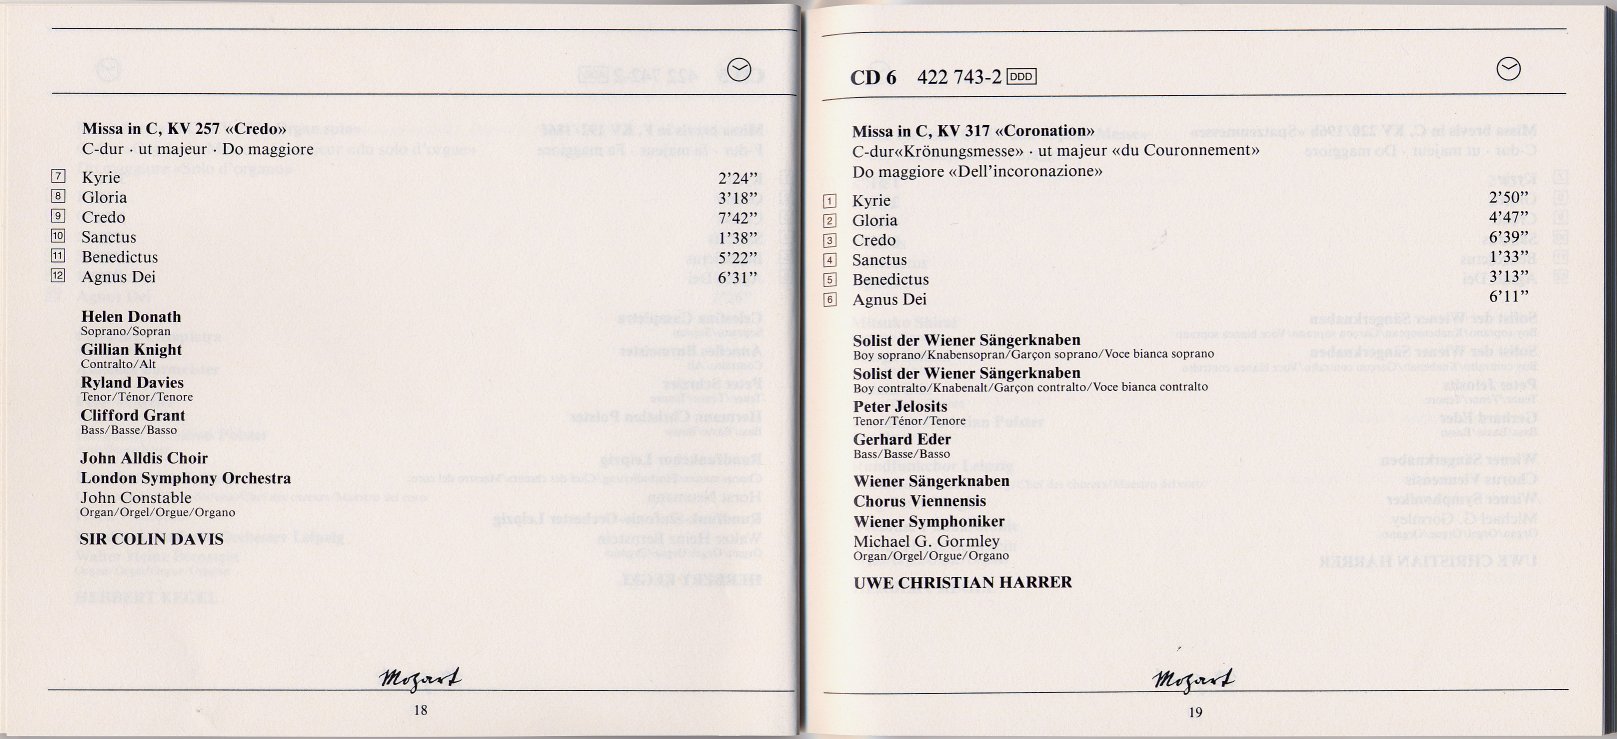 Missa in C, KV 257 «Credo»
C-dur · ut majeur · Do maggiore
7 Kyrie 2’24”
8 Gloria 3’18”
9 Credo 7’42”
10 Sanctus 1’38”
11 Benedictus 5’22”
12 Agnus Dei 6’31”
Helen Donath
Soprano/Sopran
Gillian Knight
Contralto/Alt
Ryland Davies
Tenor/Ténor/Tenore
Clifford Grant
Bass/Basse/Basso
John Alldis Choir
London Symphony Orchestra
John Constable
Organ/Orgel/Orgue/Organo
SIR COLIN DAVIS
Mozart
18
CD 6 422 743-2 DDD
Missa in C, KV 317 «Coronation»
C-dur«Krönungsmesse» · ut majeur «du Couronnement»
Do maggiore «Dell’incoronazione»
1 Kyrie 2’50”
2 Gloria 4’47”
3 Credo 6’39”
4 Sanctus 1’33”
5 Benedictus 3’13”
6 Agnus Dei 6’11”
Solist der Wiener Sängerknaben
Boy soprano/Knabensopran/Garçon soprano/Voce bianca soprano
Solist der Wiener Sängerknaben
Boy contralto/Knabenalt/Garçon contralto/Voce bianca contralto
Peter Jelosits
Tenor/Ténor/Tenore
Gerhard Eder
Bass/Basse/Basso
Wiener Sängerknaben
Chorus Viennensis
Wiener Symphoniker
Michael G. Gormley
Organ/Orgel/Orgue/Organo
UWE CHRISTIAN HARRER
Mozart
19